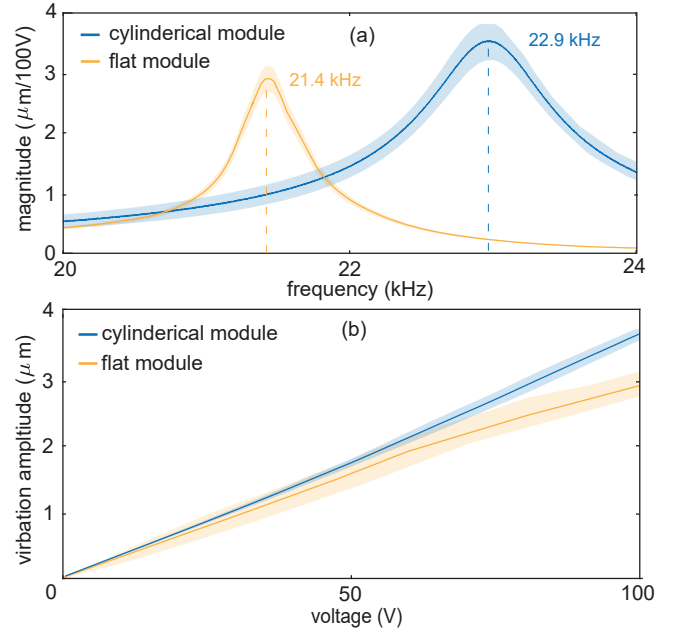 4
3
2
1
0
magnitude (μm/100V)
cylinderical module
flat module
(a)
21.4 kHz
22.9 kHz
20
22
24
frequency (kHz)
4
3
2
1
0
virbation ampltiude (μm)
cylinderical module
flat module
(b)
50
100
voltage (V)